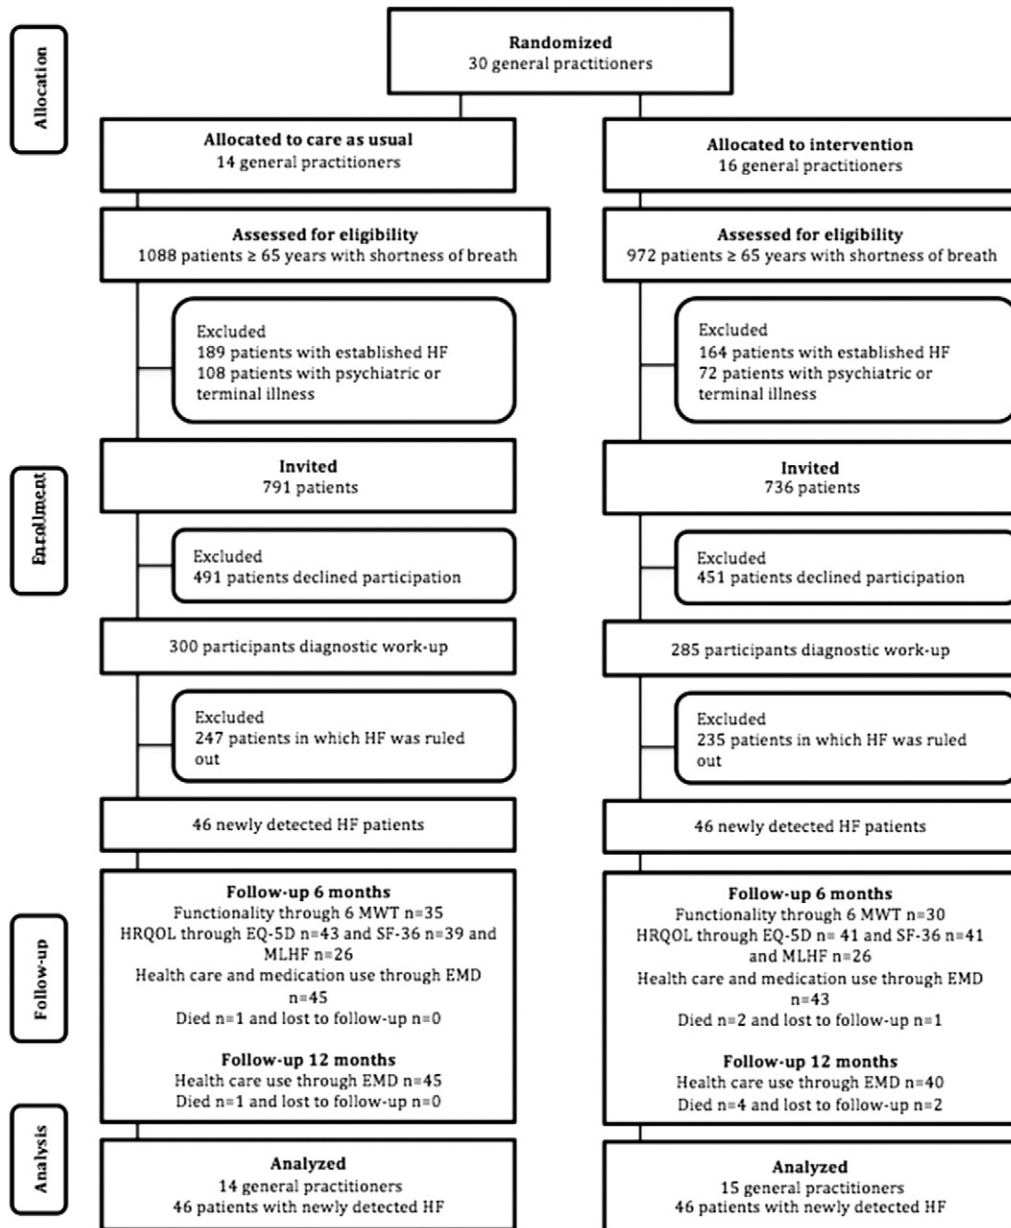 Allocation
Randomized
30 general practitioners
Allocated to care as usual
14 general practitioners
Allocated to intervention
16 general practitioners
Assessed for eligibility
1088 patients ≥ 65 years with shortness of breath
Assessed for eligibility
972 patients ≥ 65 years with shortness of breath
Excluded
189 patients with established HF
108 patients with psychiatric or
terminal illness
Excluded
164 patients with established HF
72 patients with psychiatric or
terminal illness
Enrollment
Invited
791 patients
Invited
736 patients
Excluded
491 patients declined participation
Excluded
451 patients declined participation
300 participants diagnostic work-up
285 participants diagnostic work-up
Excluded
247 patients in which HF was ruled
out
Excluded
235 patients in which HF was ruled
out
46 newly detected HF patients
46 newly detected HF patients
Follow-up
Follow-up 6 months
Functionality through 6 MWT n=35
HRQOL through EQ-5D n=43 and SF-36 n=39 and
MLHF n=26
Health care and medication use through EMD
n=45
Died n=1 and lost to follow-up n=0
Follow-up 12 months
Health care use through EMD n=45
Died n=1 and lost to follow-up n=0
Follow-up 6 months
Functionality through 6 MWT n=30
HRQOL through EQ-5D n= 41 and SF-36 n=41
and MLHF n=26
Health care and medication use through EMD
n=43
Died n=2 and lost to follow-up n=1
Follow-up 12 months
Health care use through EMD n=40
Died n=4 and lost to follow-up n=2
Analysis
Analyzed
14 general practitioners
46 patients with newly detected HF
Analyzed
15 general practitioners
46 patients with newly detected HF